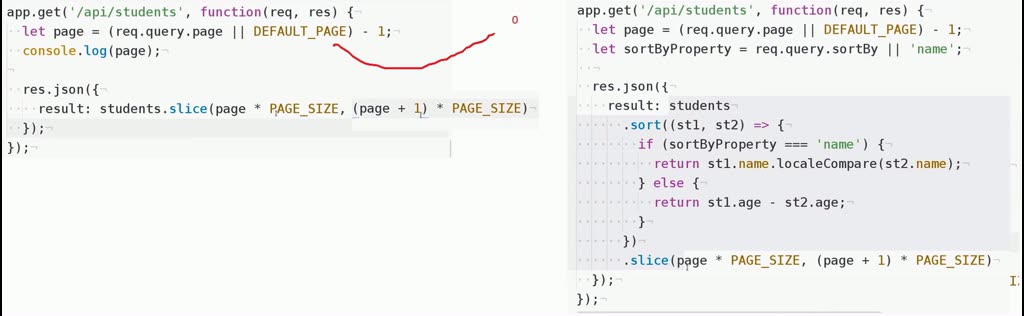 app.get('/api/students', function(req, res) {
let page = (req.query.page || DEFAULT_PAGE) - 1;
console.log(page);
res.json({
result: students.slice(page * PAGE_SIZE, (page + 1) * PAGE_SIZE)
});
});
0
app.get('/api/students', function(req, res) {
let page = (req.query.page || DEFAULT_PAGE) - 1;
let sortByProperty = req.query.sortBy || 'name';
res.json({
result: students
.sort((st1, st2) => {
if (sortByProperty === 'name') {
return st1.name.localeCompare(st2.name);
} else {
return st1.age - st2.age;
}
})
.slice(page * PAGE_SIZE, (page + 1) * PAGE_SIZE)
});
});